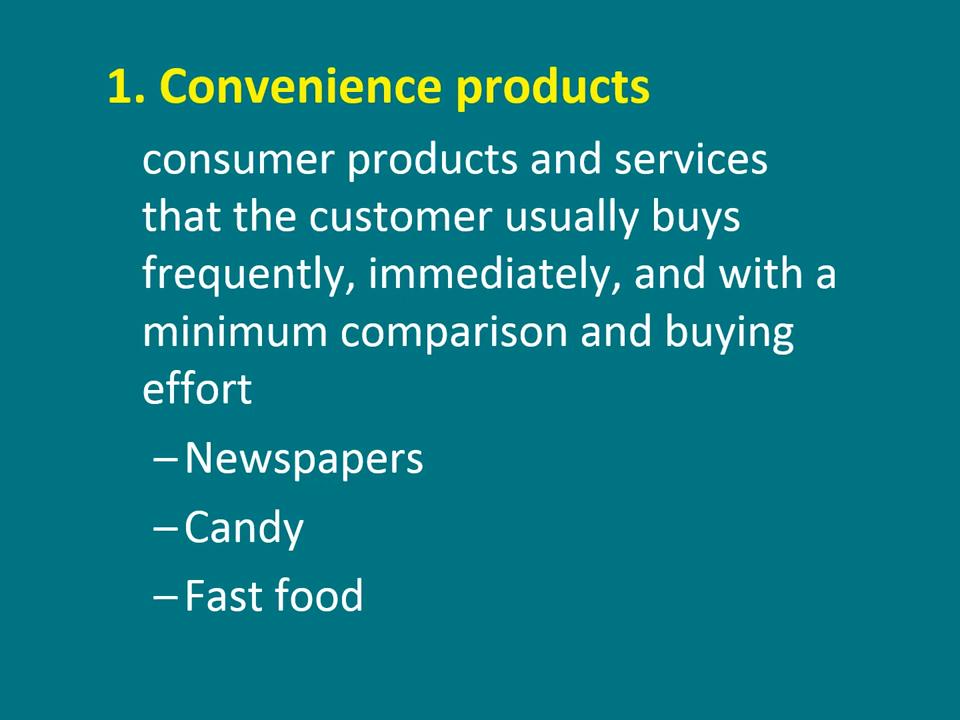 1. Convenience products
consumer products and services
that the customer usually buys
frequently, immediately, and with a
minimum comparison and buying
effort
–Newspapers
–Candy
–Fast food